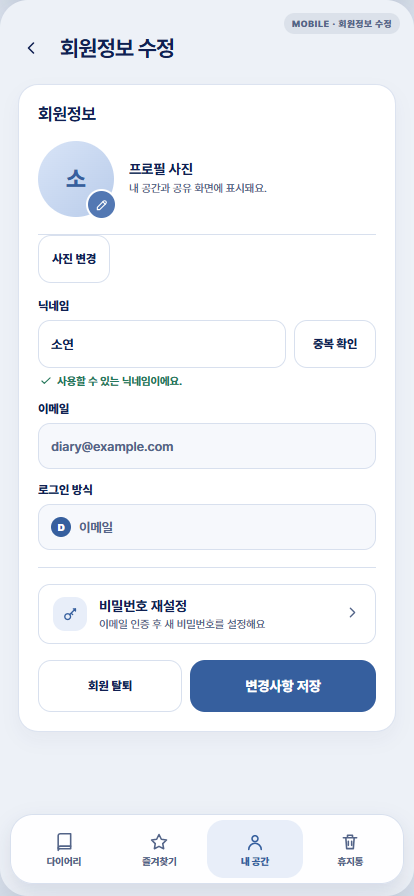 MOBILE · 회원정보 수정
회원정보 수정
회원정보
소
프로필 사진
내 공간과 공유 화면에 표시돼요.
사진 변경
닉네임
소연
중복 확인
사용할 수 있는 닉네임이에요.
이메일
diary@example.com
로그인 방식
D 이메일
비밀번호 재설정
이메일 인증 후 새 비밀번호를 설정해요
회원 탈퇴
변경사항 저장
다이어리
즐겨찾기
내 공간
휴지통